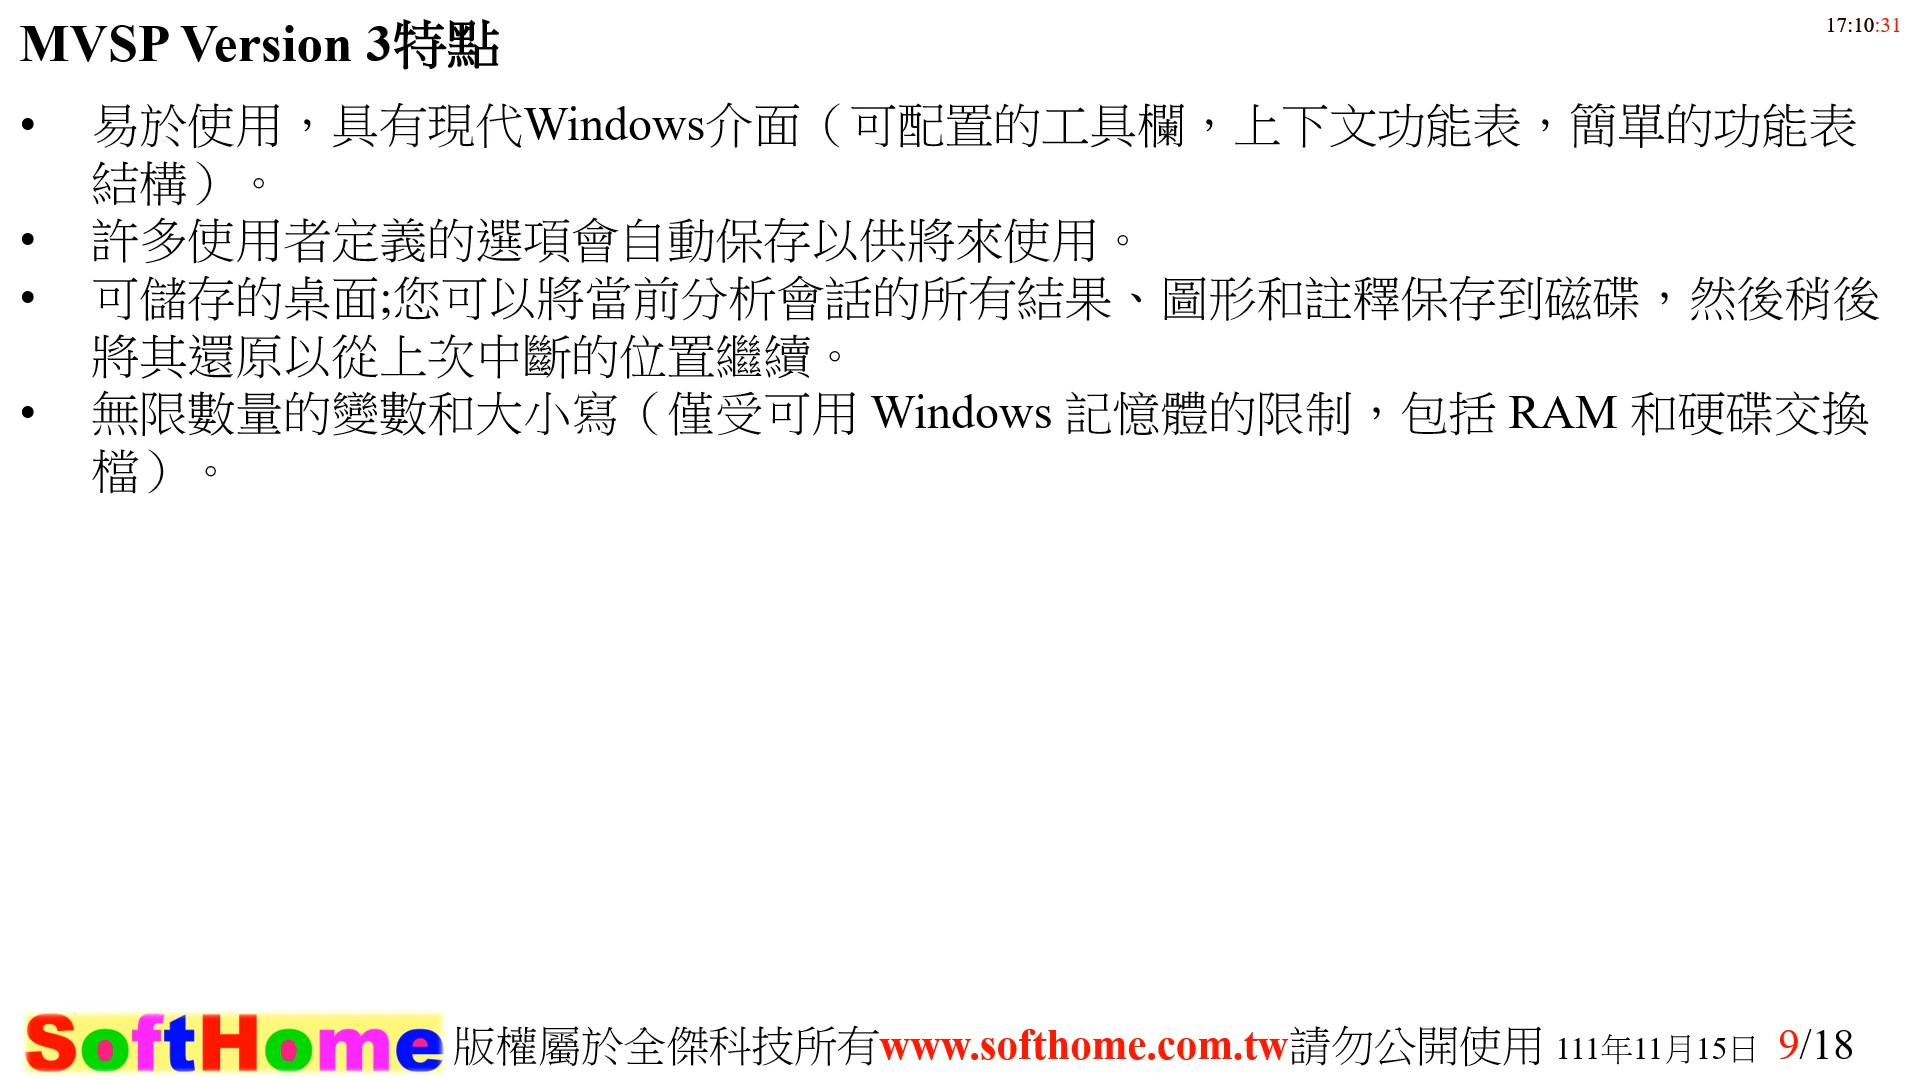 MVSP Version 3特點
17:10:31
• 易於使用，具有現代Windows介面（可配置的工具欄，上下文功能表，簡單的功能表
結構）。
• 許多使用者定義的選項會自動保存以供將來使用。
• 可儲存的桌面;您可以將當前分析會話的所有結果、圖形和註釋保存到磁碟，然後稍後
將其還原以從上次中斷的位置繼續。
• 無限數量的變數和大小寫（僅受可用 Windows 記憶體的限制，包括 RAM 和硬碟交換
檔）。
SoftHome 版權屬於全傑科技所有www.softhome.com.tw請勿公開使用 111年11月15日 9/18